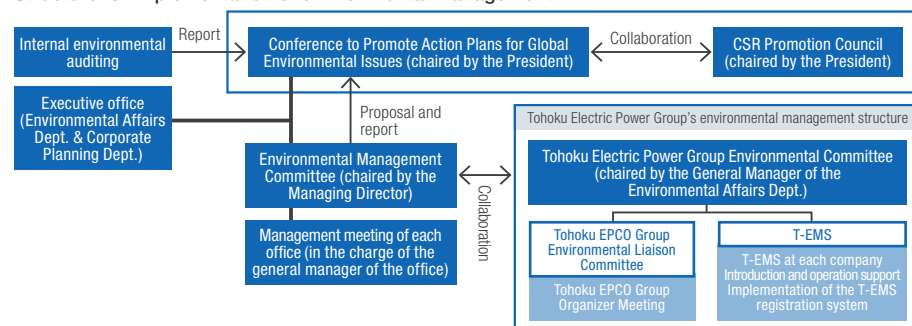 Internal environmental
auditing
Report
Conference to Promote Action Plans for Global
Environmental Issues (chaired by the President)
Collaboration
CSR Promotion Council
(chaired by the President)
Executive office
(Environmental Affairs
Dept. & Corporate
Planning Dept.)
Proposal and
report
Environmental Management
Committee (chaired by the
Managing Director)
Collaboration
Management meeting of each
office (in the charge of the
general manager of the office)
Tohoku Electric Power Group's environmental management structure
Tohoku Electric Power Group Environmental Committee
(chaired by the General Manager of the
Environmental Affairs Dept.)
Tohoku EPCO Group
Environmental Liaison
Committee
Tohoku EPCO Group
Organizer Meeting
T-EMS
T-EMS at each company
Introduction and operation support
Implementation of the T-EMS
registration system